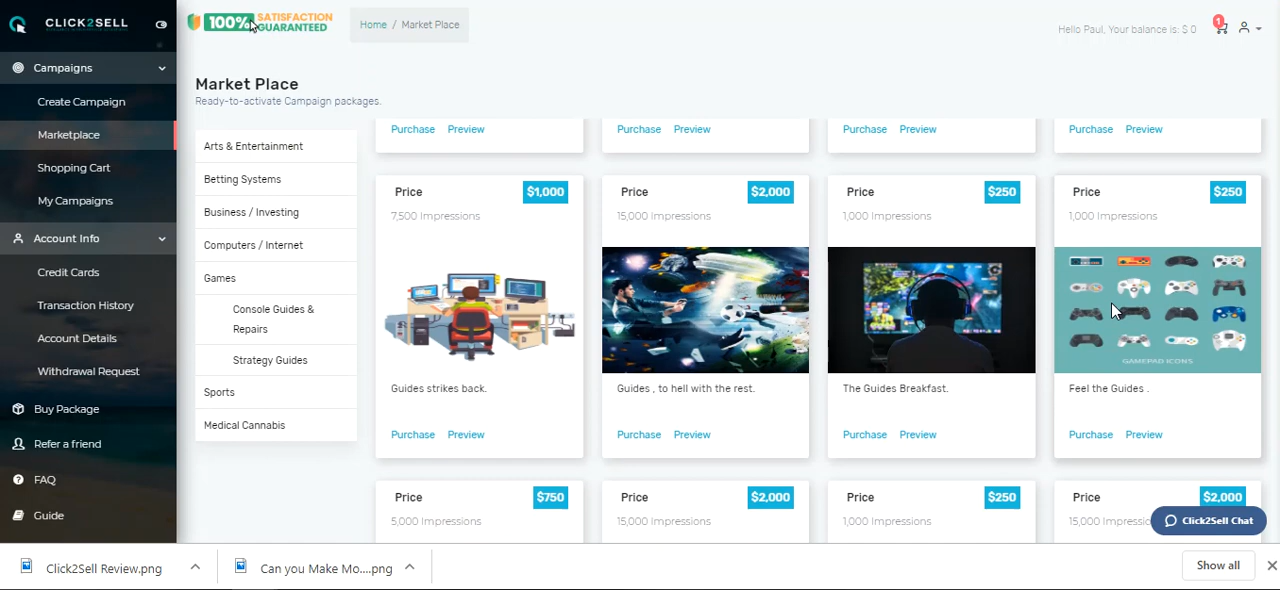 CLICK2SELL
100% SATISFACTION
GUARANTEED
Home / Market Place
Hello Paul, Your balance is: $ 0
1
Campaigns
Create Campaign
Marketplace
Shopping Cart
My Campaigns
Account Info
Credit Cards
Transaction History
Account Details
Withdrawal Request
Buy Package
Refer a friend
FAQ
Guide
Market Place
Ready-to-activate Campaign packages.
Arts & Entertainment
Betting Systems
Business / Investing
Computers / Internet
Games
Console Guides &
Repairs
Strategy Guides
Sports
Medical Cannabis
Purchase Preview
Purchase Preview
Purchase Preview
Purchase Preview
Price $1,000
7,500 Impressions
Guides strikes back.
Purchase Preview
Price $2,000
15,000 Impressions
Guides , to hell with the rest.
Purchase Preview
Price $250
1,000 Impressions
The Guides Breakfast.
Purchase Preview
Price $250
1,000 Impressions
GAMEPAD ICONS
Feel the Guides .
Purchase Preview
Price $750
5,000 Impressions
Price $2,000
15,000 Impressions
Price $250
1,000 Impressions
Price $2,000
15,000 Impressi
Click2Sell Chat
Click2Sell Review.png
Can you Make Mo....png
Show all